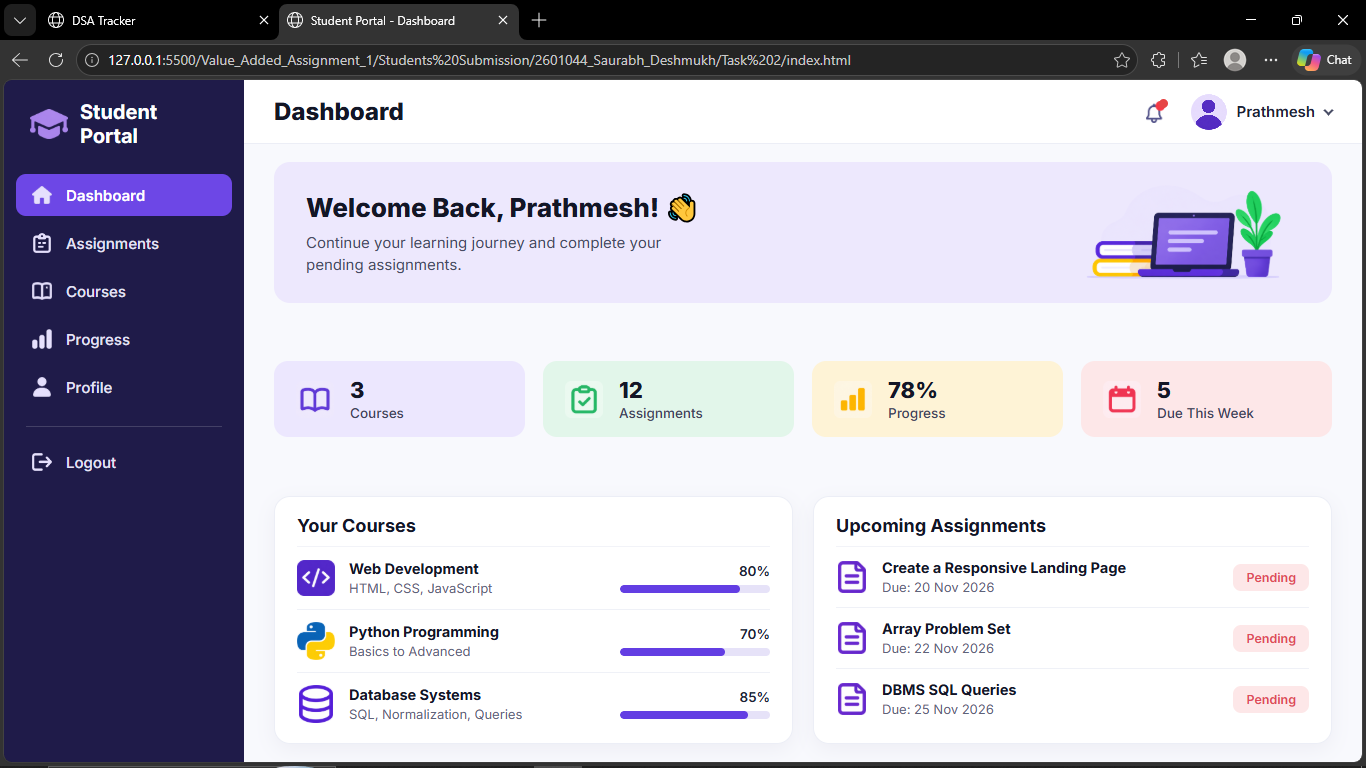 DSA Tracker
Student Portal - Dashboard
127.0.0.1:5500/Value_Added_Assignment_1/Students%20Submission/2601044_Saurabh_Deshmukh/Task%202/index.html
Chat
Student
Portal
Dashboard
Assignments
Courses
Progress
Profile
Logout
Dashboard
Prathmesh
Welcome Back, Prathmesh! 👋
Continue your learning journey and complete your
pending assignments.
3
Courses
12
Assignments
78%
Progress
5
Due This Week
Your Courses
Web Development
HTML, CSS, JavaScript
80%
Python Programming
Basics to Advanced
70%
Database Systems
SQL, Normalization, Queries
85%
Upcoming Assignments
Create a Responsive Landing Page
Due: 20 Nov 2026
Pending
Array Problem Set
Due: 22 Nov 2026
Pending
DBMS SQL Queries
Due: 25 Nov 2026
Pending